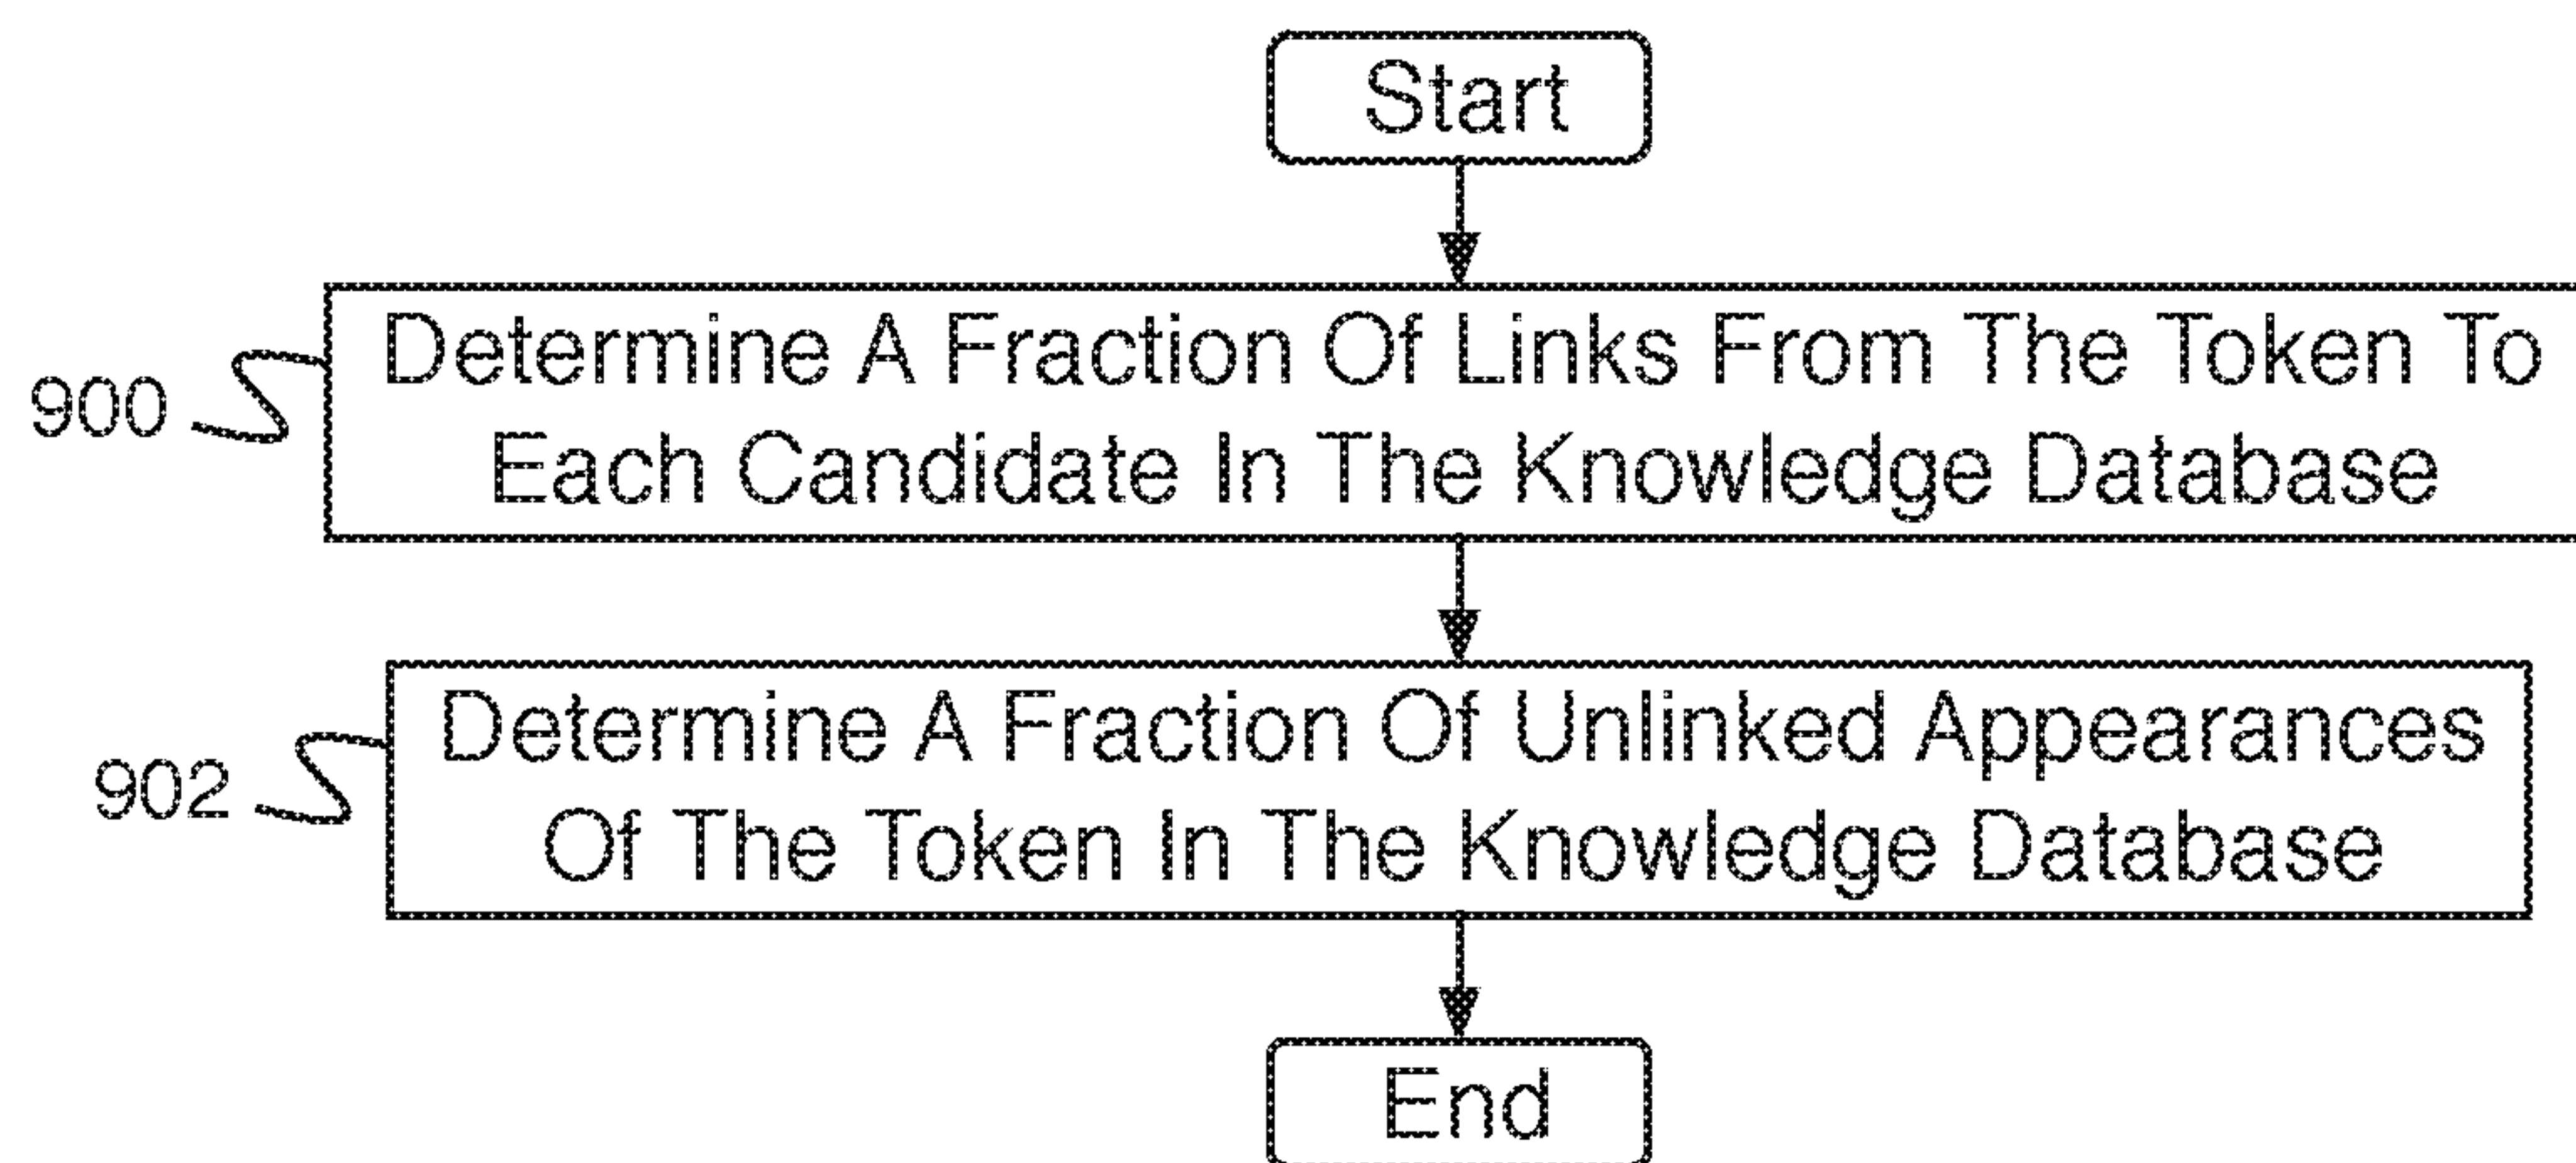 Start
900
Determine A Fraction Of Links From The Token To
Each Candidate In The Knowledge Database
902
Determine A Fraction Of Unlinked Appearances
Of The Token In The Knowledge Database
End